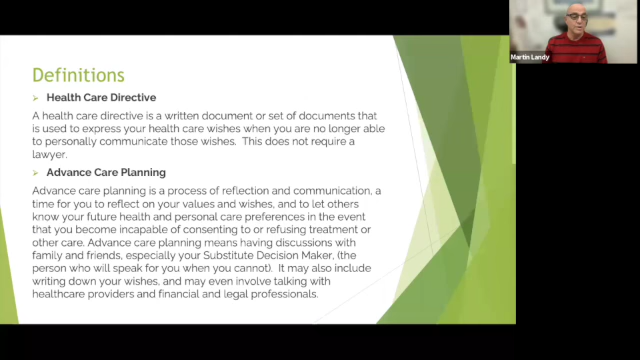 Definitions
Health Care Directive
A health care directive is a written document or set of documents that
is used to express your health care wishes when you are no longer able
to personally communicate those wishes. This does not require a
lawyer.
Advance Care Planning
Advance care planning is a process of reflection and communication, a
time for you to reflect on your values and wishes, and to let others
know your future health and personal care preferences in the event
that you become incapable of consenting to or refusing treatment or
other care. Advance care planning means having discussions with
family and friends, especially your Substitute Decision Maker, (the
person who will speak for you when you cannot). It may also include
writing down your wishes, and may even involve talking with
healthcare providers and financial and legal professionals.
Martin Landy